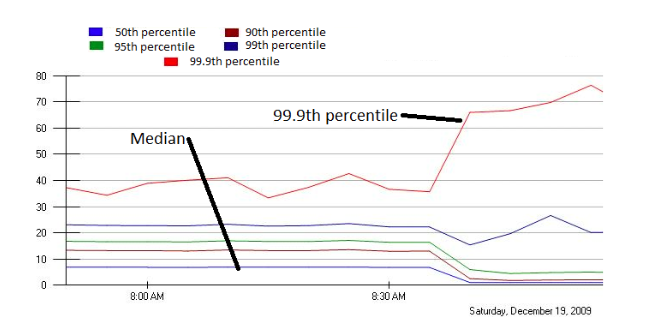 50th percentile 90th percentile
95th percentile 99th percentile
99.9th percentile
80
70
99.9th percentile
60
Median
50
40
30
20
10
0
8:00 AM 8:30 AM
Saturday, December 19, 2009